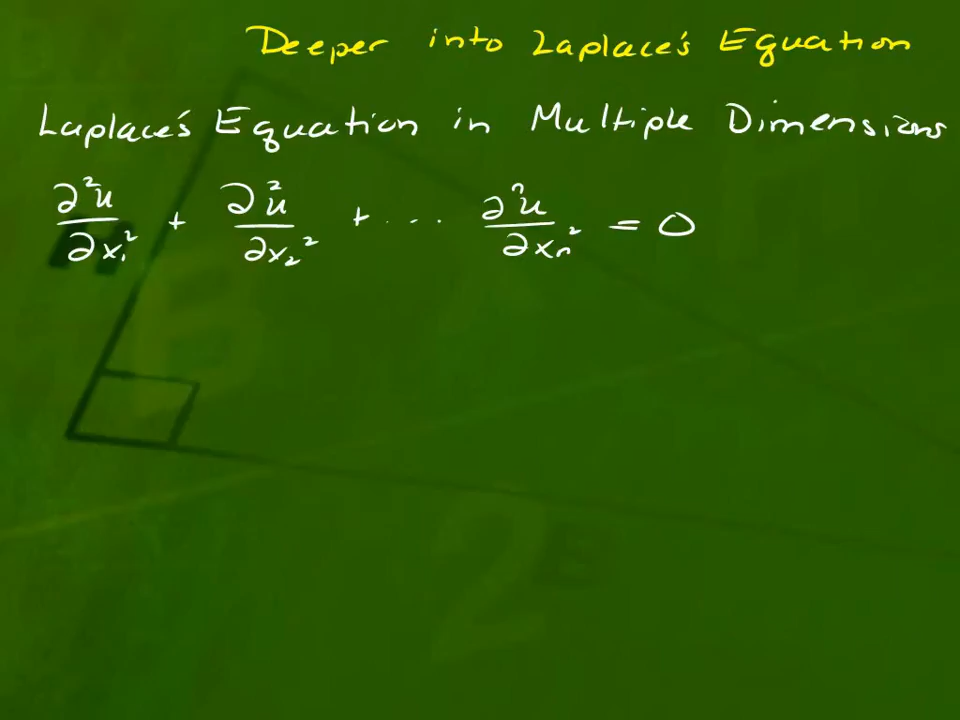 Deeper into Laplace's Equation
Laplace's Equation in Multiple Dimensions
∂²u/∂x₁² + ∂²u/∂x₂² + ... ∂²u/∂xₙ² = 0